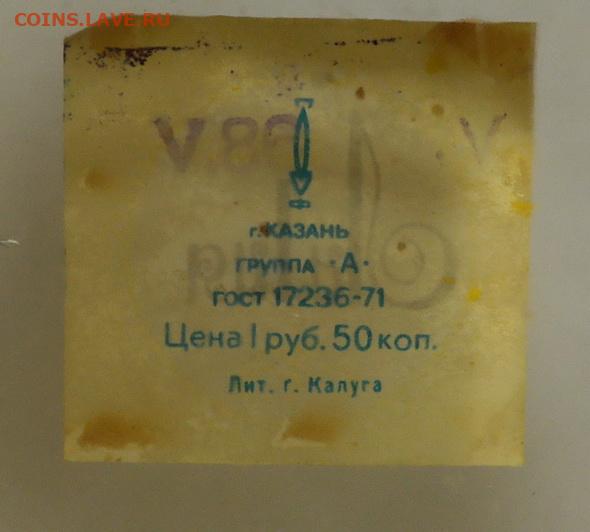 COINS.LAVE.RU
г. КАЗАНЬ
ГРУППА ·А·
ГОСТ 17236-71
Цена 1 руб. 50 коп.
Лит. г. Калуга